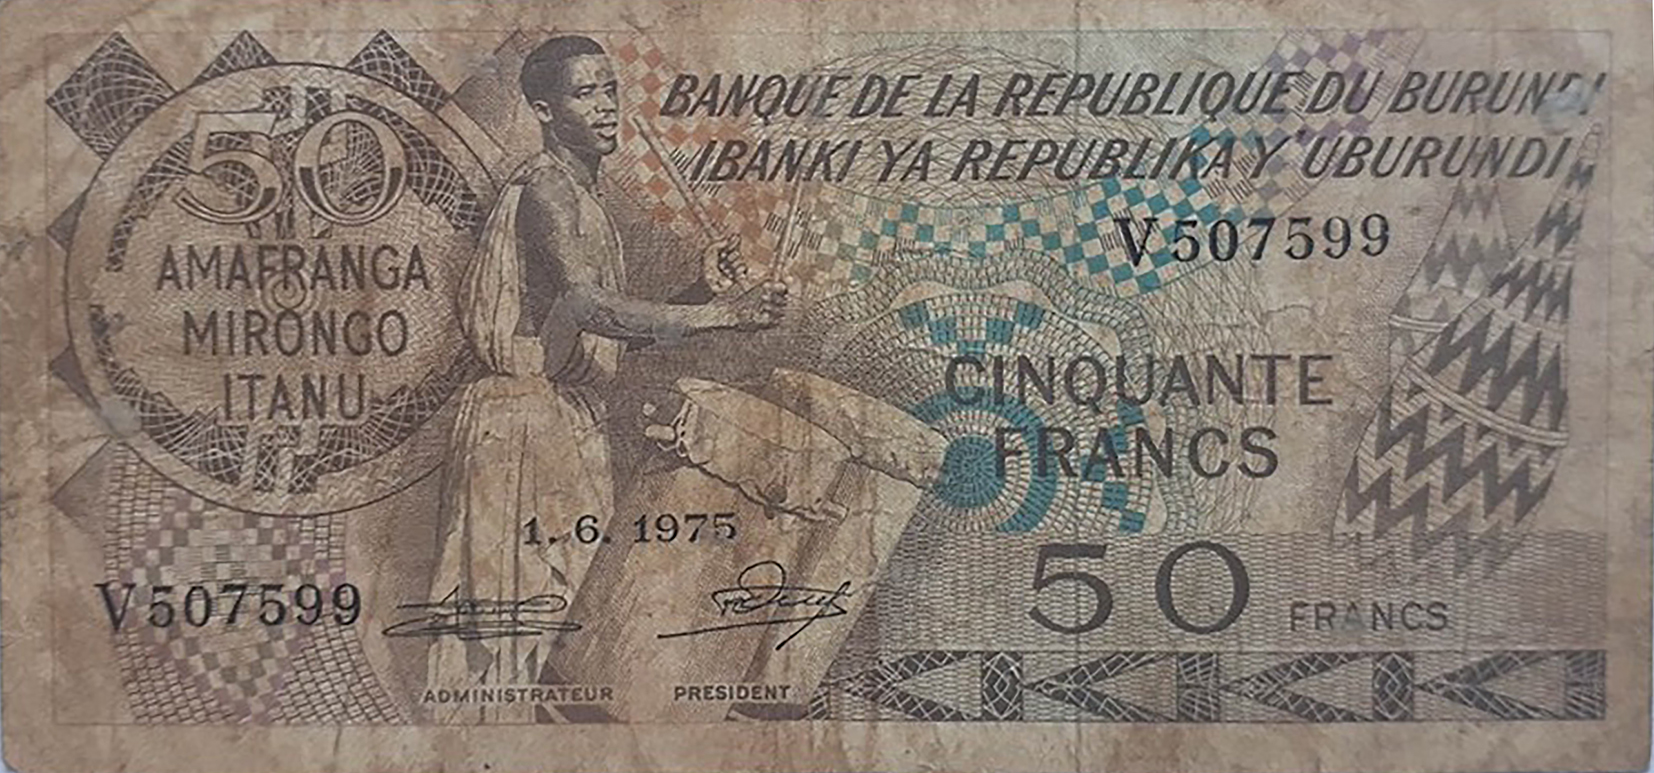 50
AMAFRANGA
MIRONGO
ITANU
BANQUE DE LA REPUBLIQUE DU BURUNDI
IBANKI YA REPUBLIKA Y'UBURUNDI
V507599
CINQUANTE
FRANCS
1. 6. 1975
V507599
50 FRANCS
ADMINISTRATEUR PRESIDENT